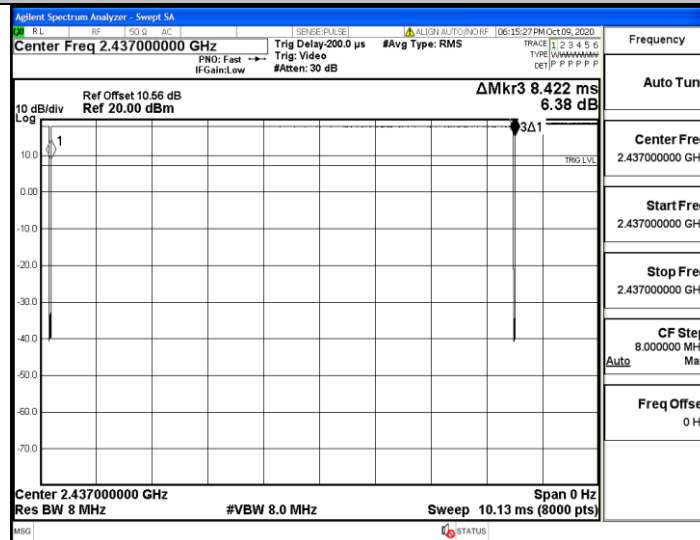 Agilent Spectrum Analyzer - Swept SA
RL RF 50 Ω AC SENSE:PULSE ALIGN AUTO/NO RF 06:15:27 PM Oct 09, 2020
Center Freq 2.437000000 GHz
PNO: Fast
IFGain:Low
Trig Delay-200.0 µs
Trig: Video
#Atten: 30 dB
#Avg Type: RMS
TRACE 1 2 3 4 5 6
TYPE
DET P P P P P P
Ref Offset 10.56 dB
Ref 20.00 dBm
10 dB/div
Log
ΔMkr3 8.422 ms
6.38 dB
1
3Δ1
TRIG LVL
10.0
0.00
-10.0
-20.0
-30.0
-40.0
-50.0
-60.0
-70.0
Center 2.437000000 GHz
Span 0 Hz
Res BW 8 MHz
#VBW 8.0 MHz
Sweep 10.13 ms (8000 pts)
MSG
STATUS
Frequency
Auto Tun
Center Fre
2.437000000 GH
Start Fre
2.437000000 GH
Stop Fre
2.437000000 GH
CF Ste
8.000000 MH
Auto Ma
Freq Offse
0 H